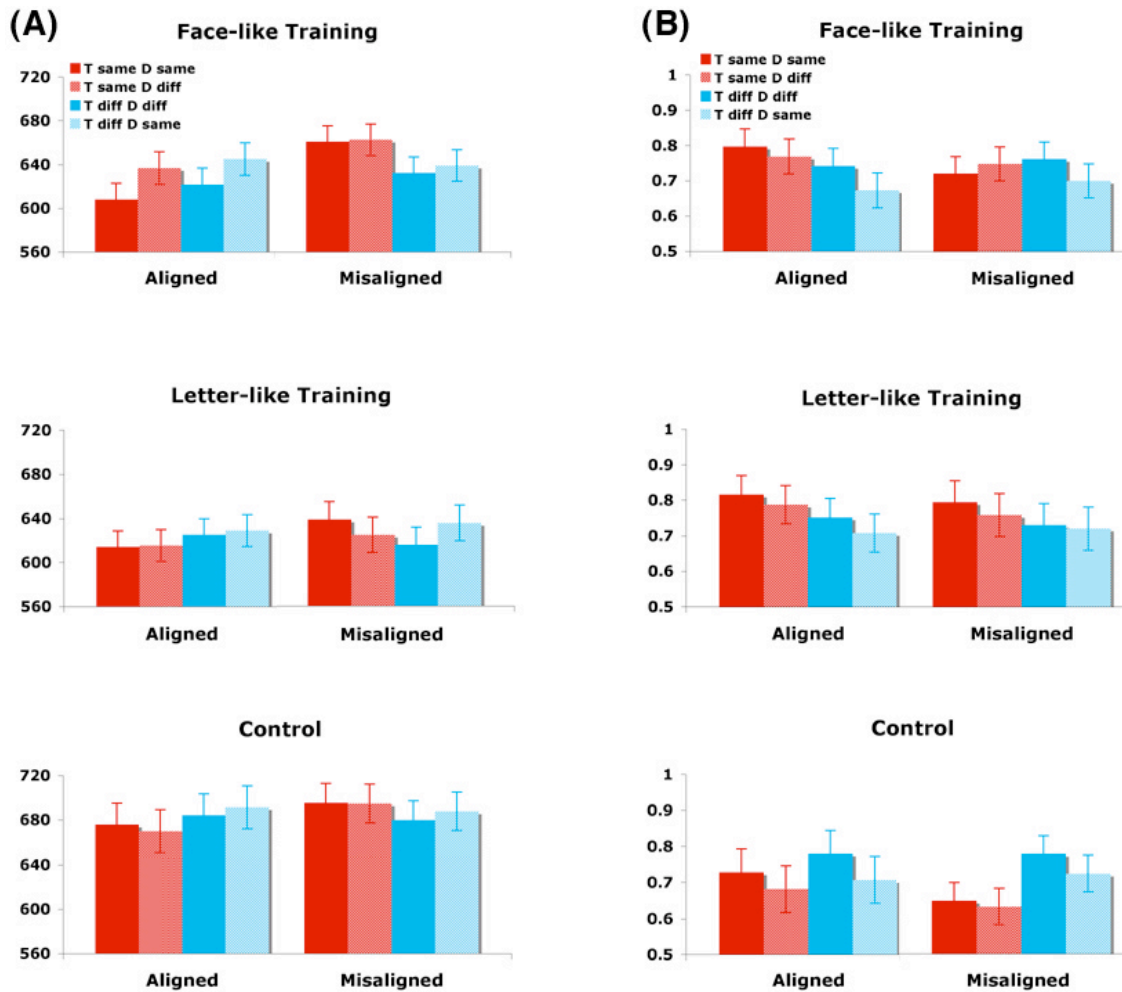 (A)
Face-like Training
720
680
640
600
560
T same D same
T same D diff
T diff D diff
T diff D same
Aligned
Misaligned
(B)
Face-like Training
1
0.9
0.8
0.7
0.6
0.5
T same D same
T same D diff
T diff D diff
T diff D same
Aligned
Misaligned
Letter-like Training
720
680
640
600
560
Aligned
Misaligned
Letter-like Training
1
0.9
0.8
0.7
0.6
0.5
Aligned
Misaligned
Control
720
680
640
600
560
Aligned
Misaligned
Control
1
0.9
0.8
0.7
0.6
0.5
Aligned
Misaligned